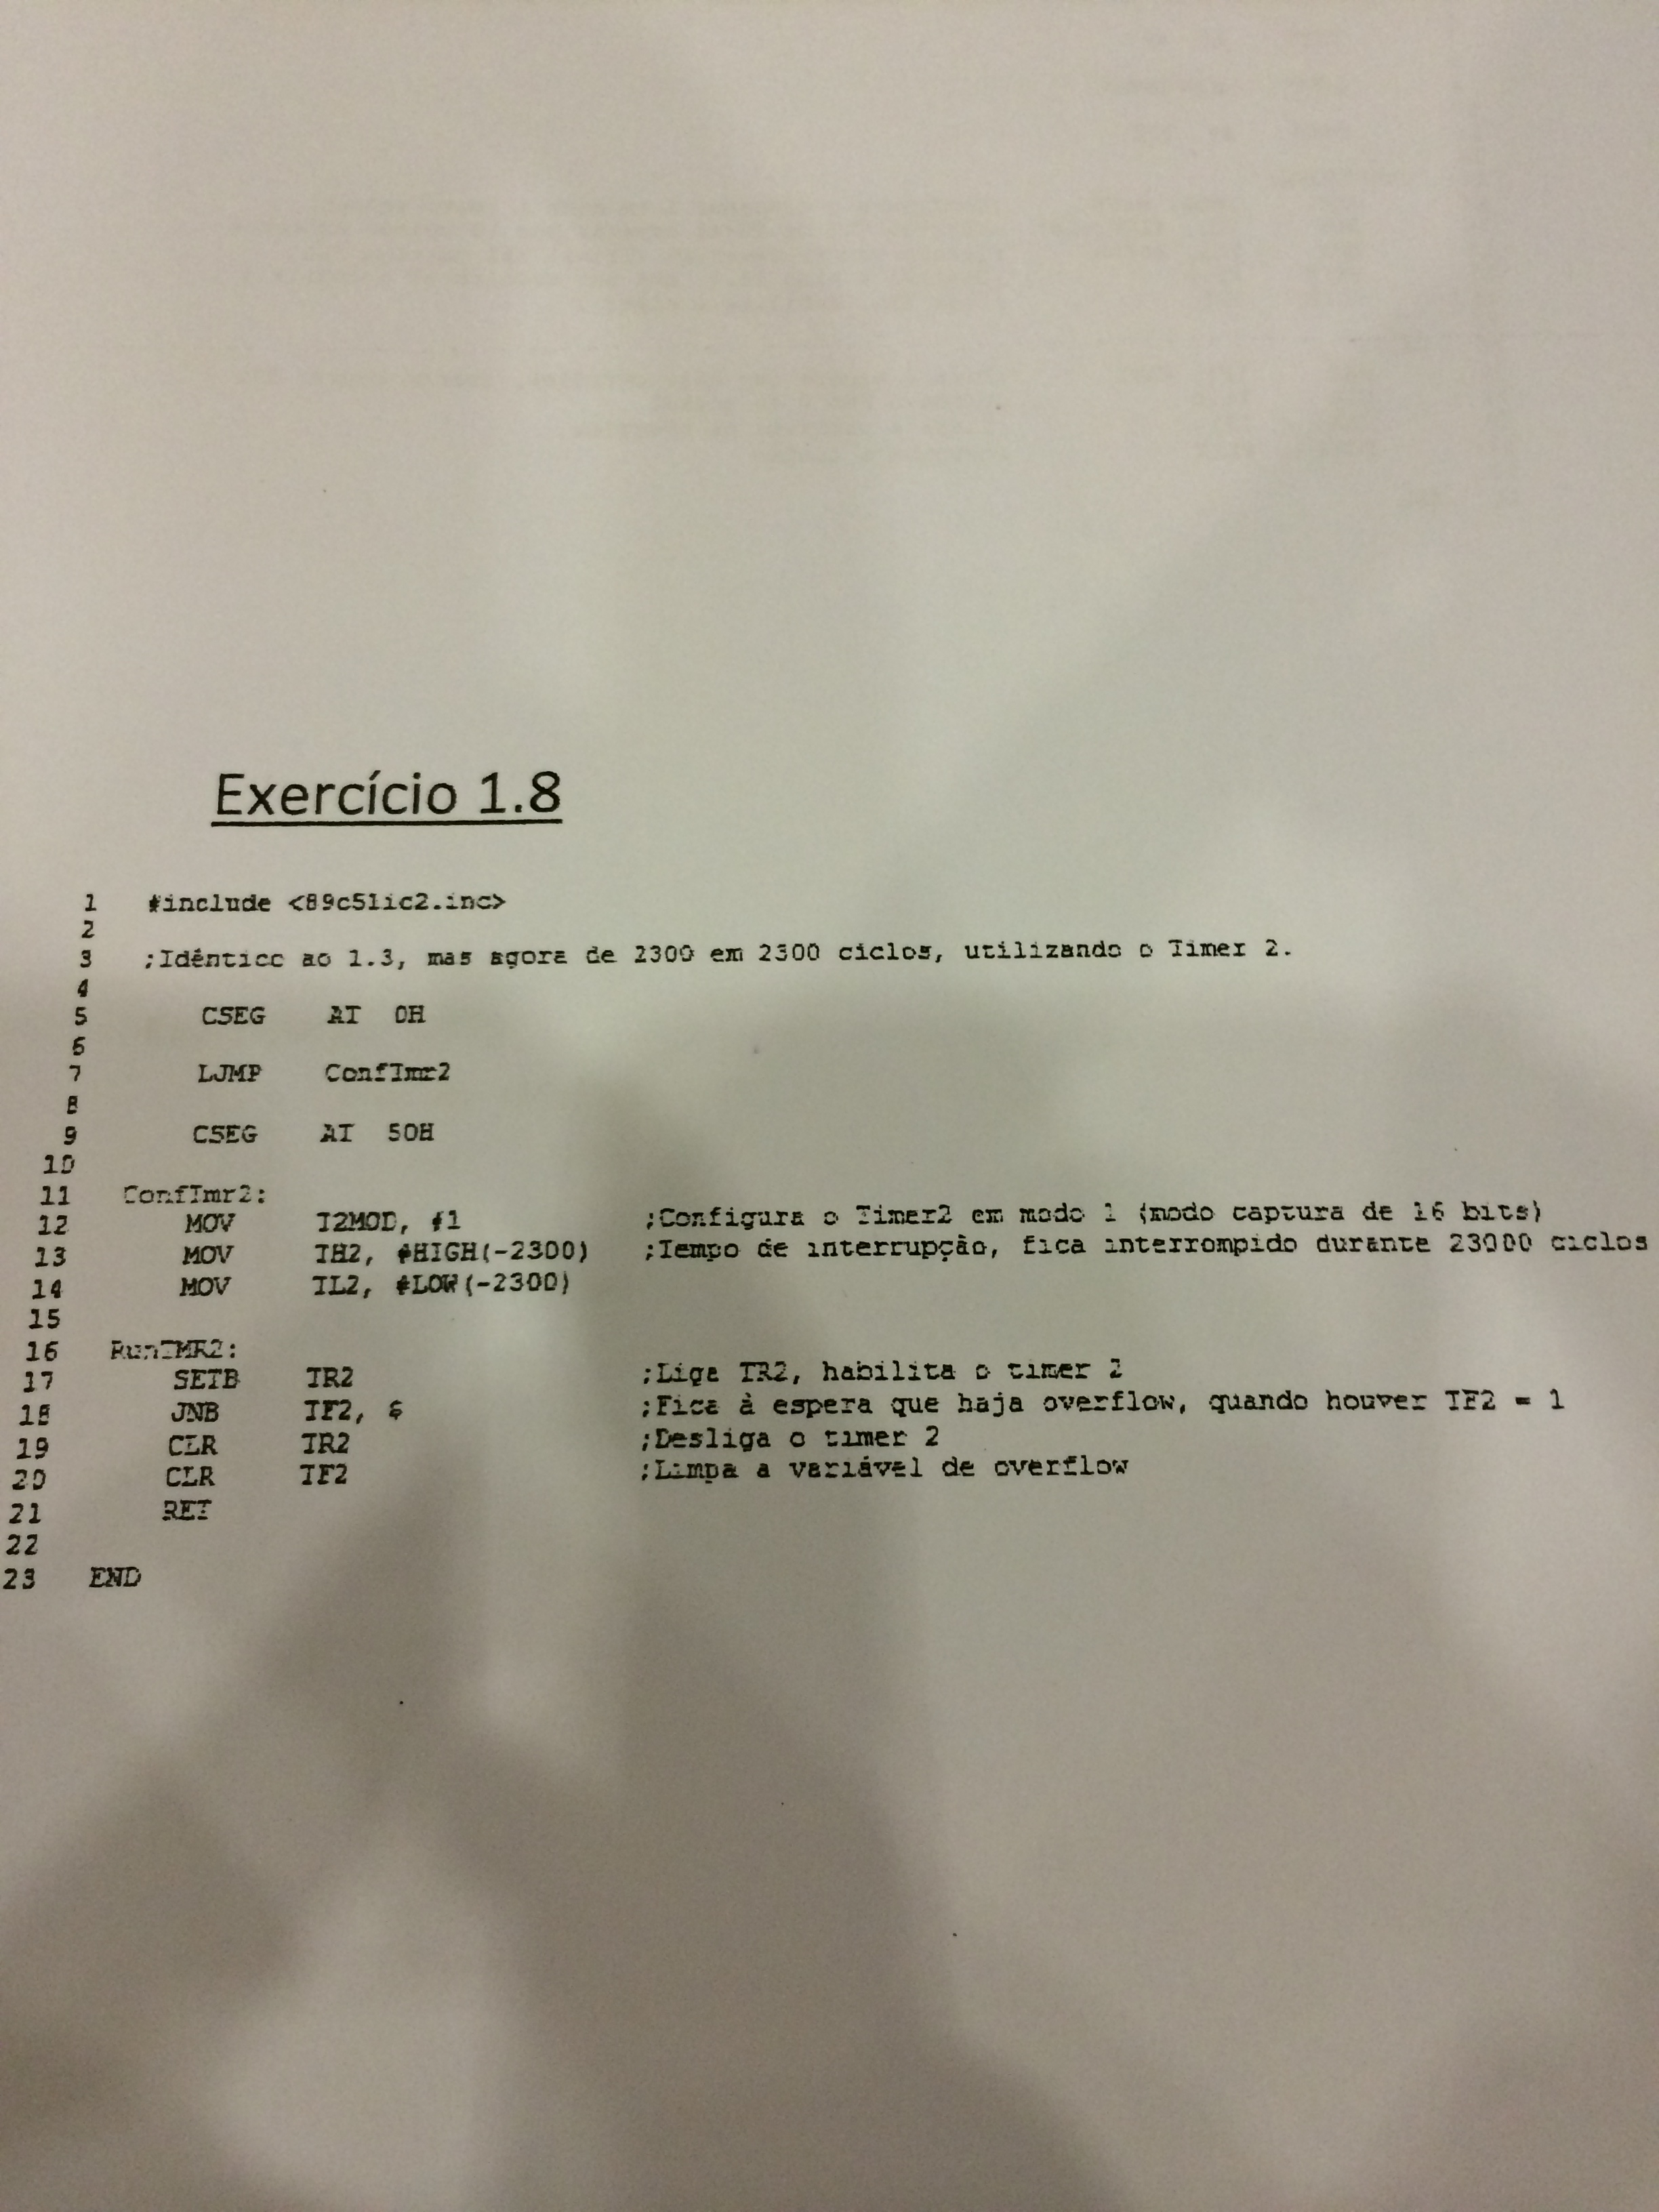 Exercício 1.8
1 #include <89c51ic2.inc>
2
3 ;Idêntico ao 1.3, mas agora de 2300 em 2300 ciclos, utilizando o Timer 2.
4
5 CSEG AT 0H
6
7 LJMP ConfTmr2
8
9 CSEG AT 50H
10
11 ConfTmr2:
12 MOV T2MOD, #1 ;Configura o Timer2 em modo 1 (modo captura de 16 bits)
13 MOV TH2, #HIGH(-2300) ;Tempo de interrupção, fica interrompido durante 23000 ciclos
14 MOV TL2, #LOW(-2300)
15
16 RunTMR2:
17 SETB TR2 ;Liga TR2, habilita o timer 2
18 JNB TF2, $ ;Fica à espera que haja overflow, quando houver TF2 = 1
19 CLR TR2 ;Desliga o timer 2
20 CLR TF2 ;Limpa a variável de overflow
21 RET
22
23 END